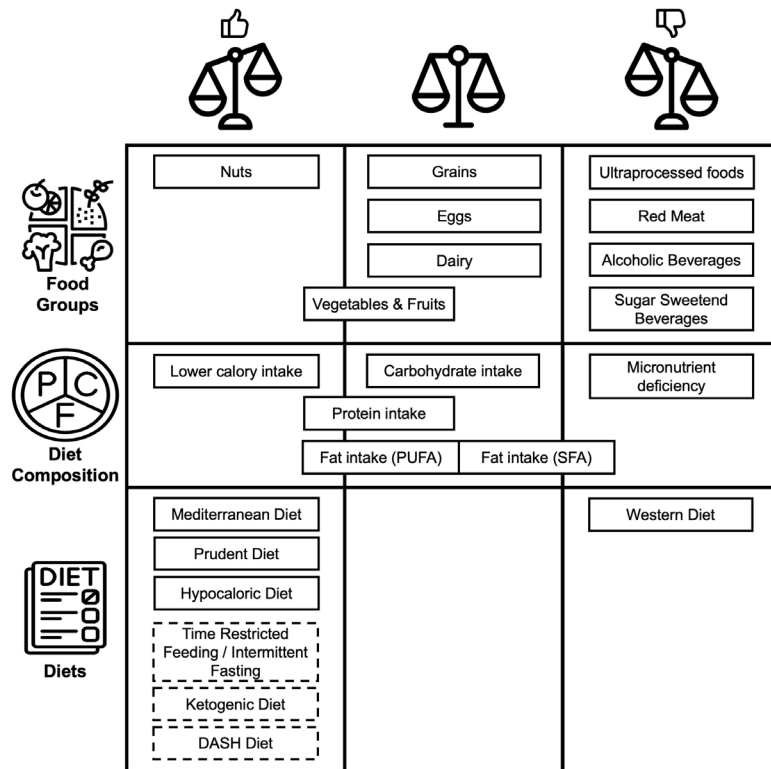 Nuts
Grains
Ultraprocessed foods
Eggs
Red Meat
Dairy
Alcoholic Beverages
Food
Groups
Vegetables & Fruits
Sugar Sweetend
Beverages
P C
F
Diet
Composition
Lower calory intake
Carbohydrate intake
Micronutrient
deficiency
Protein intake
Fat intake (PUFA)
Fat intake (SFA)
DIET
Diets
Mediterranean Diet
Western Diet
Prudent Diet
Hypocaloric Diet
Time Restricted
Feeding / Intermittent
Fasting
Ketogenic Diet
DASH Diet